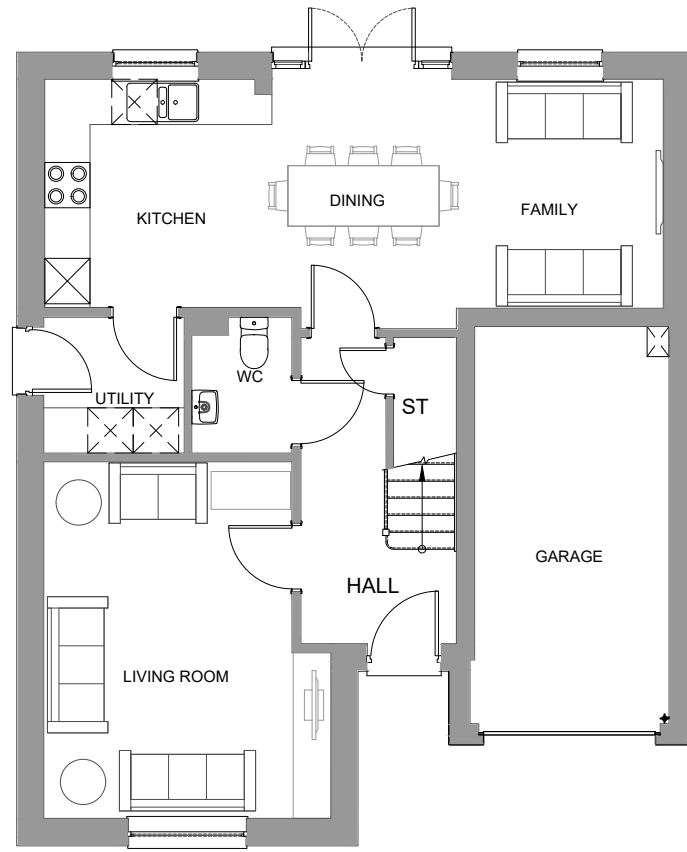 DINING
FAMILY
KITCHEN
WC
UTILITY
ST
GARAGE
HALL
LIVING ROOM